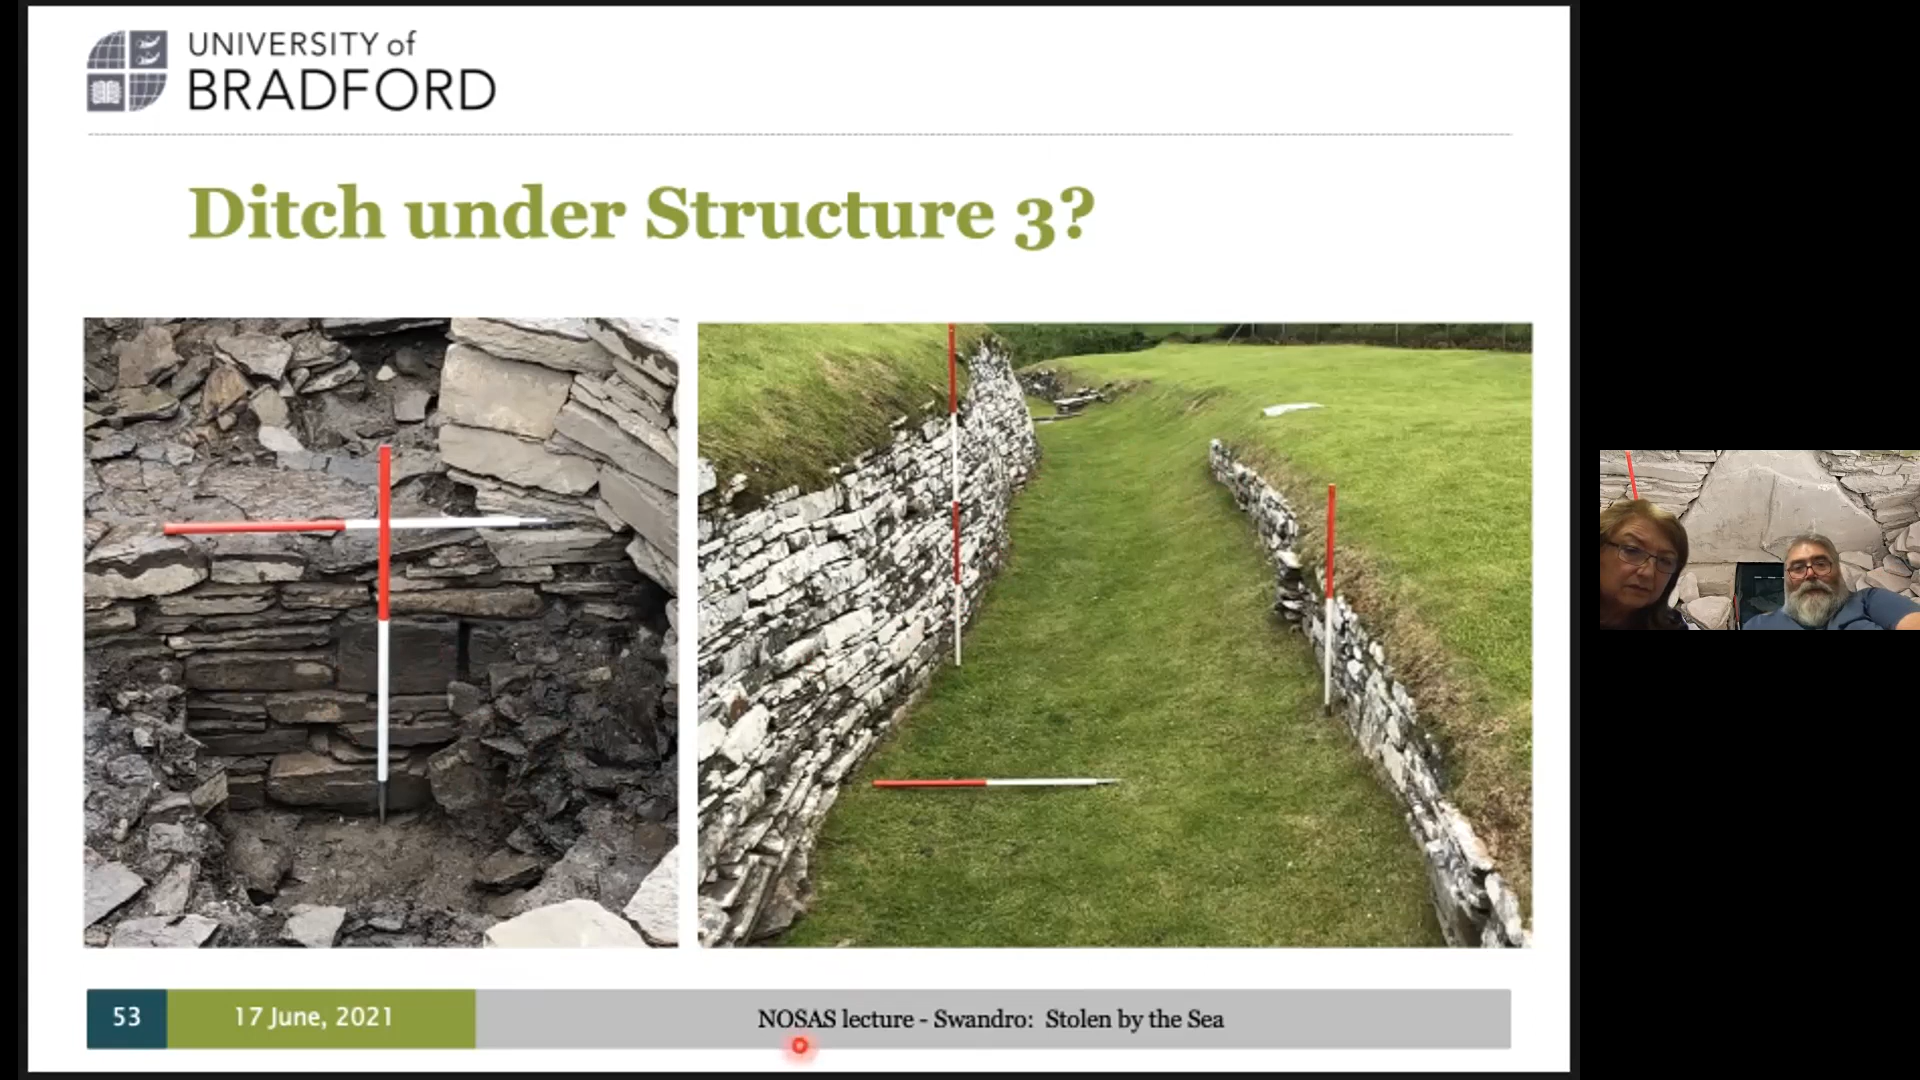 UNIVERSITY of
BRADFORD
Ditch under Structure 3?
53
17 June, 2021
NOSAS lecture - Swandro: Stolen by the Sea